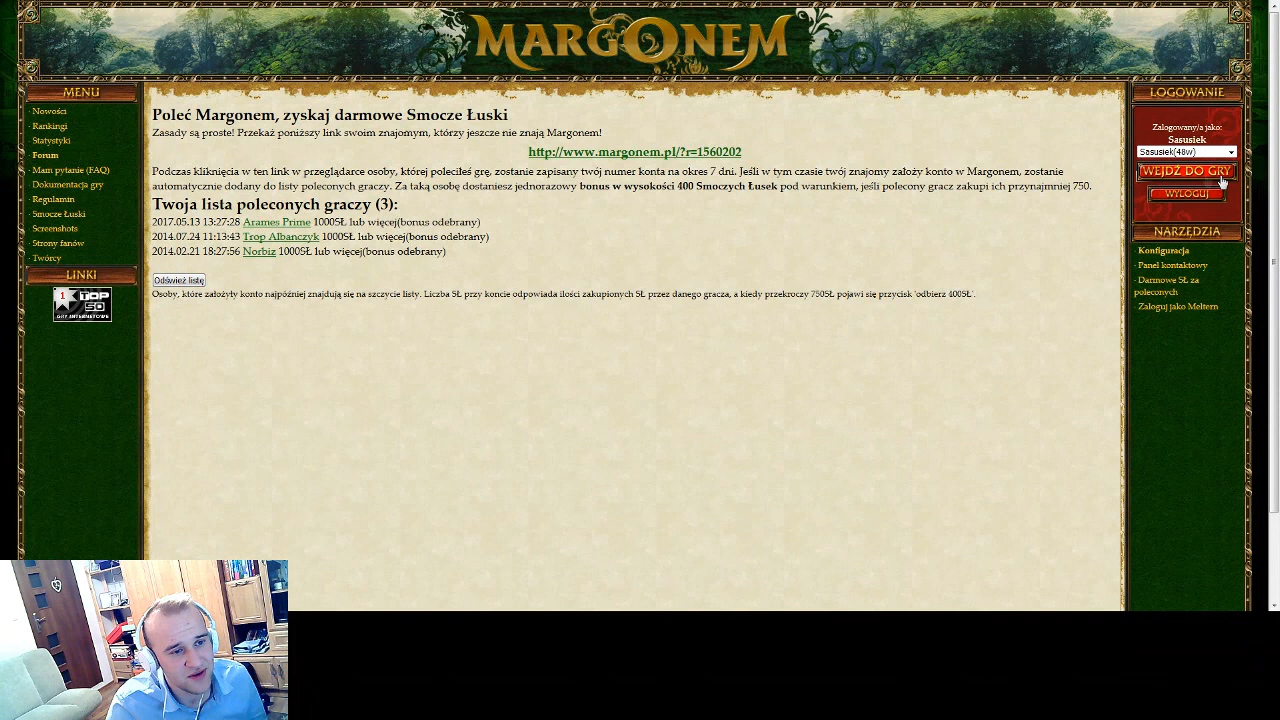 MARGONEM
MENU
· Nowości
· Rankingi
· Statystyki
· Forum
· Mam pytanie (FAQ)
· Dokumentacja gry
· Regulamin
· Smocze Łuski
· Screenshots
· Strony fanów
· Twórcy
LINKI
1 TOP
50
GRY INTERNETOWE
Poleć Margonem, zyskaj darmowe Smocze Łuski
Zasady są proste! Przekaż poniższy link swoim znajomym, którzy jeszcze nie znają Margonem!
http://www.margonem.pl/?r=1560202
Podczas kliknięcia w ten link w przeglądarce osoby, której poleciłeś grę, zostanie zapisany twój numer konta na okres 7 dni. Jeśli w tym czasie twój znajomy założy konto w Margonem, zostanie
automatycznie dodany do listy poleconych graczy. Za taką osobę dostaniesz jednorazowy bonus w wysokości 400 Smoczych Łusek pod warunkiem, jeśli polecony gracz zakupi ich przynajmniej 750.
Twoja lista poleconych graczy (3):
2017.05.13 13:27:28 Arames Prime 1000SŁ lub więcej(bonus odebrany)
2014.07.24 11:13:43 Trop Albanczyk 1000SŁ lub więcej(bonus odebrany)
2014.02.21 18:27:56 Norbiz 1000SŁ lub więcej(bonus odebrany)
Odśwież listę
Osoby, które założyły konto najpóźniej znajdują się na szczycie listy. Liczba SŁ przy koncie odpowiada ilości zakupionych SŁ przez danego gracza, a kiedy przekroczy 750SŁ pojawi się przycisk 'odbierz 400SŁ'.
LOGOWANIE
Zalogowany/a jako:
Sasusiek
Sasusiek(48w)
WEJDŹ DO GRY
WYLOGUJ
NARZĘDZIA
· Konfiguracja
· Panel kontaktowy
· Darmowe SŁ za
poleconych
· Zaloguj jako Meltern